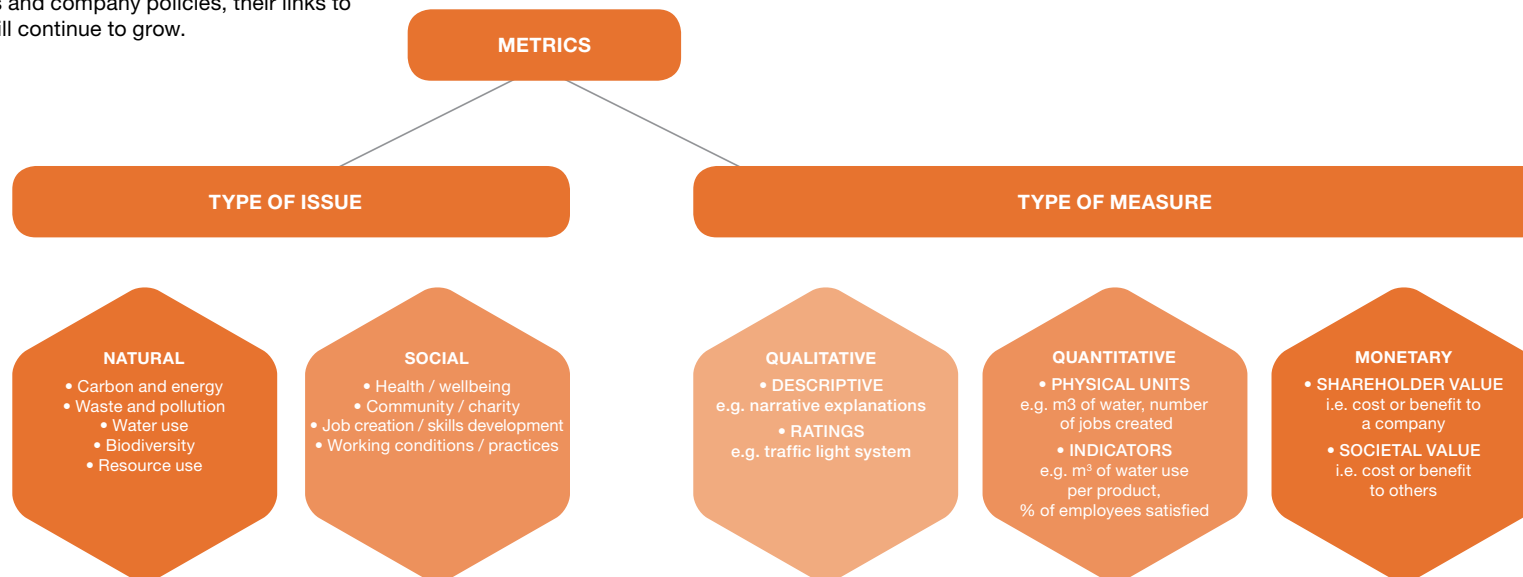 and company policies, their links to
continue to grow.
METRICS
TYPE OF ISSUE
TYPE OF MEASURE
NATURAL
• Carbon and energy
• Waste and pollution
• Water use
• Biodiversity
• Resource use
SOCIAL
• Health / wellbeing
• Community / charity
• Job creation / skills development
• Working conditions / practices
QUALITATIVE
• DESCRIPTIVE
e.g. narrative explanations
• RATINGS
e.g. traffic light system
QUANTITATIVE
• PHYSICAL UNITS
e.g. m3 of water, number
of jobs created
• INDICATORS
e.g. m³ of water use
per product,
% of employees satisfied
MONETARY
• SHAREHOLDER VALUE
i.e. cost or benefit to
a company
• SOCIETAL VALUE
i.e. cost or benefit
to others